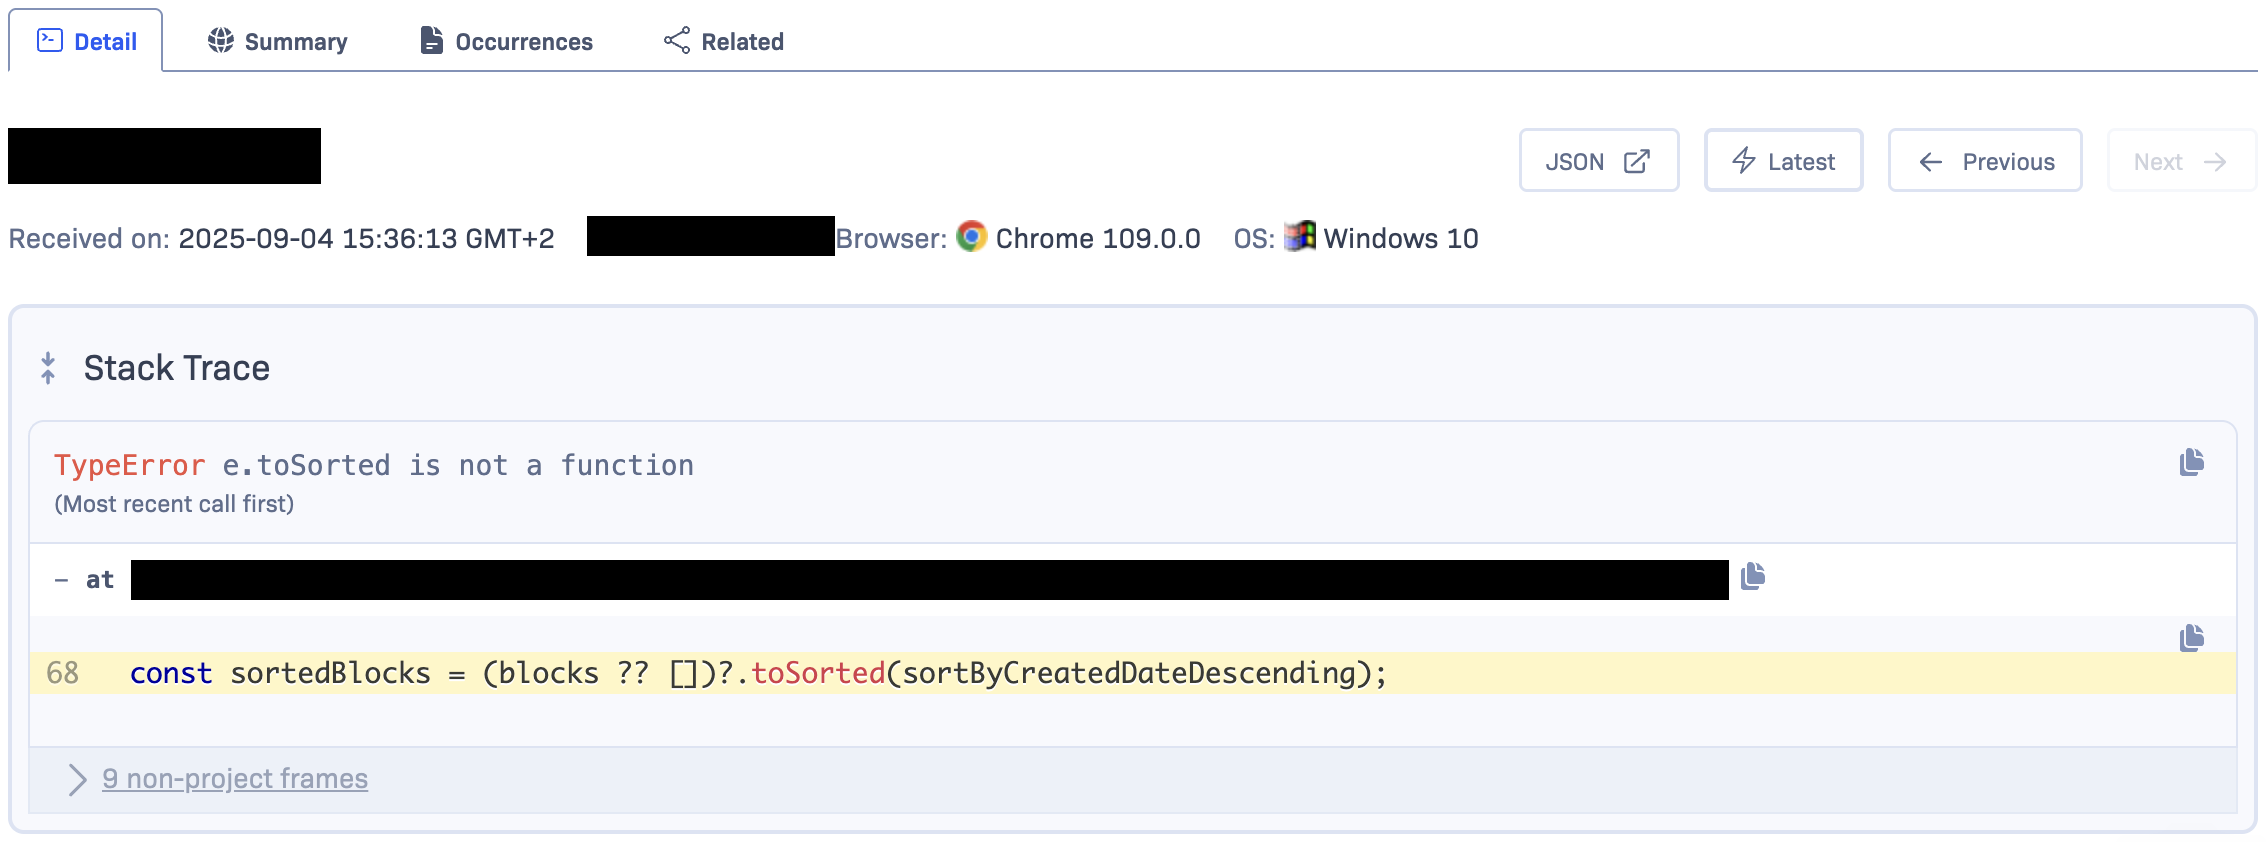 Detail Summary Occurrences Related
JSON Latest Previous Next
Received on: 2025-09-04 15:36:13 GMT+2 Browser: Chrome 109.0.0 OS: Windows 10
Stack Trace
TypeError e.toSorted is not a function
(Most recent call first)
– at
68 const sortedBlocks = (blocks ?? [])?.toSorted(sortByCreatedDateDescending);
9 non-project frames